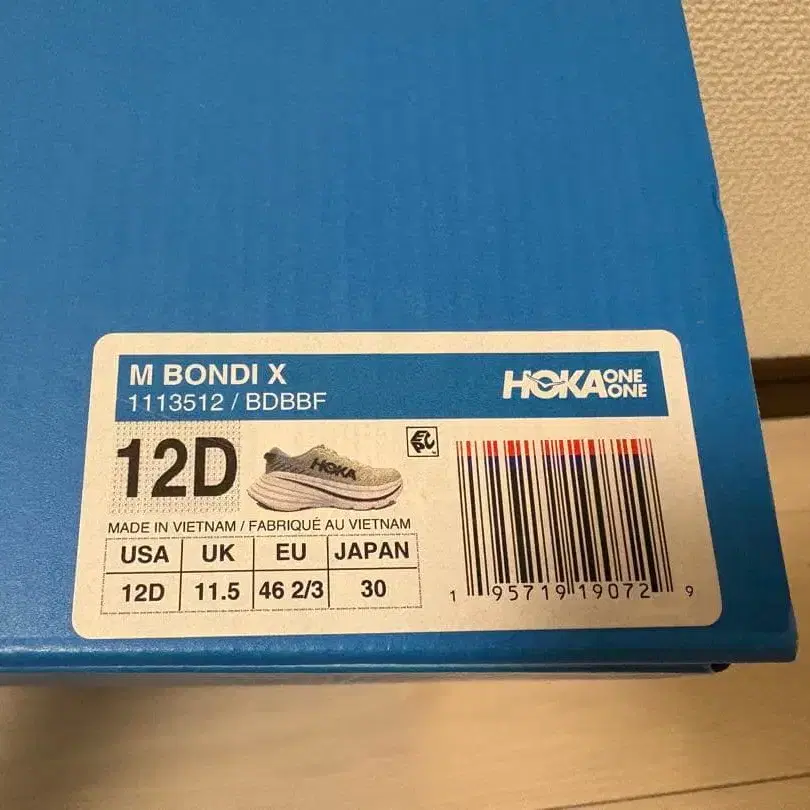 M BONDI X
1113512 / BDBBF
HOKA ONE ONE
12D
HOKA
MADE IN VIETNAM / FABRIQUÉ AU VIETNAM
USA UK EU JAPAN
12D 11.5 46 2/3 30
1 95719 19072 9